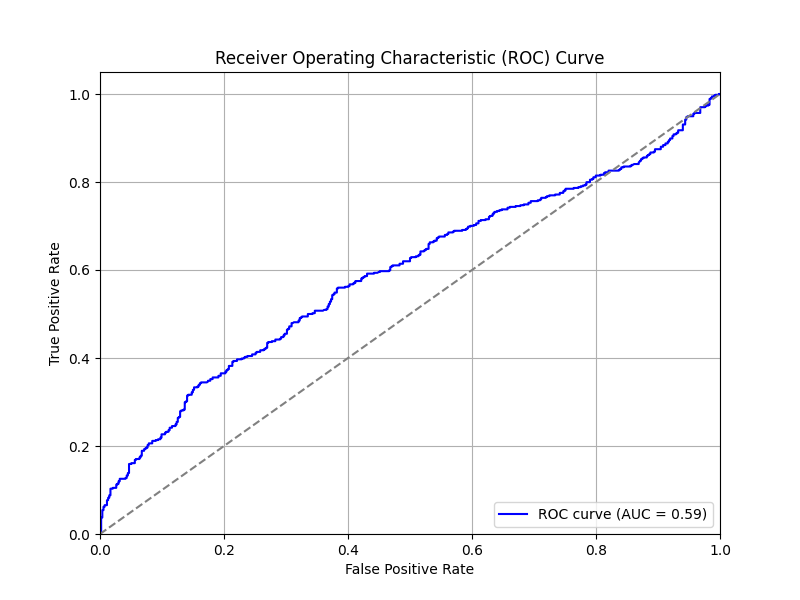 Receiver Operating Characteristic (ROC) Curve
1.0
0.8
0.6
0.4
0.2
0.0
True Positive Rate
ROC curve (AUC = 0.59)
0.0 0.2 0.4 0.6 0.8 1.0
False Positive Rate